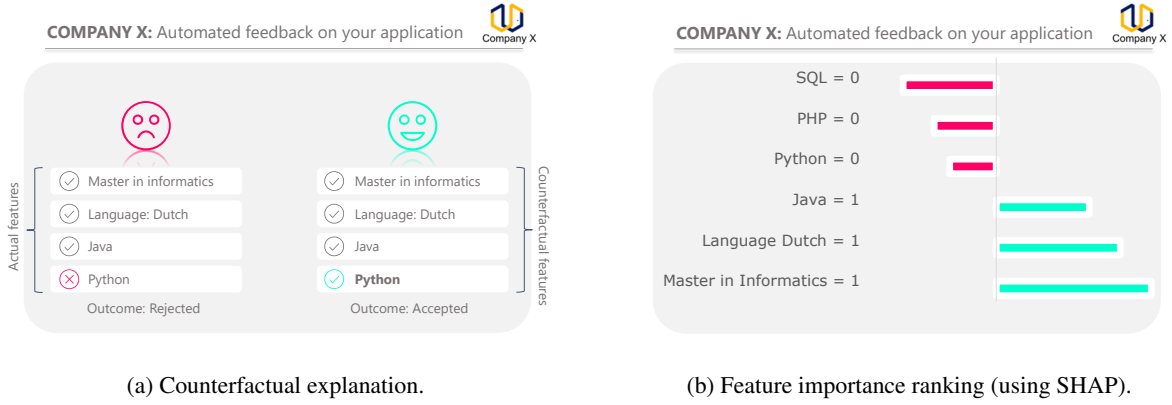 COMPANY X: Automated feedback on your application
Company X
Actual features
Master in informatics
Language: Dutch
Java
Python
Outcome: Rejected
Master in informatics
Language: Dutch
Java
Python
Outcome: Accepted
Counterfactual features
(a) Counterfactual explanation.
COMPANY X: Automated feedback on your application
Company X
SQL = 0
PHP = 0
Python = 0
Java = 1
Language Dutch = 1
Master in Informatics = 1
(b) Feature importance ranking (using SHAP).